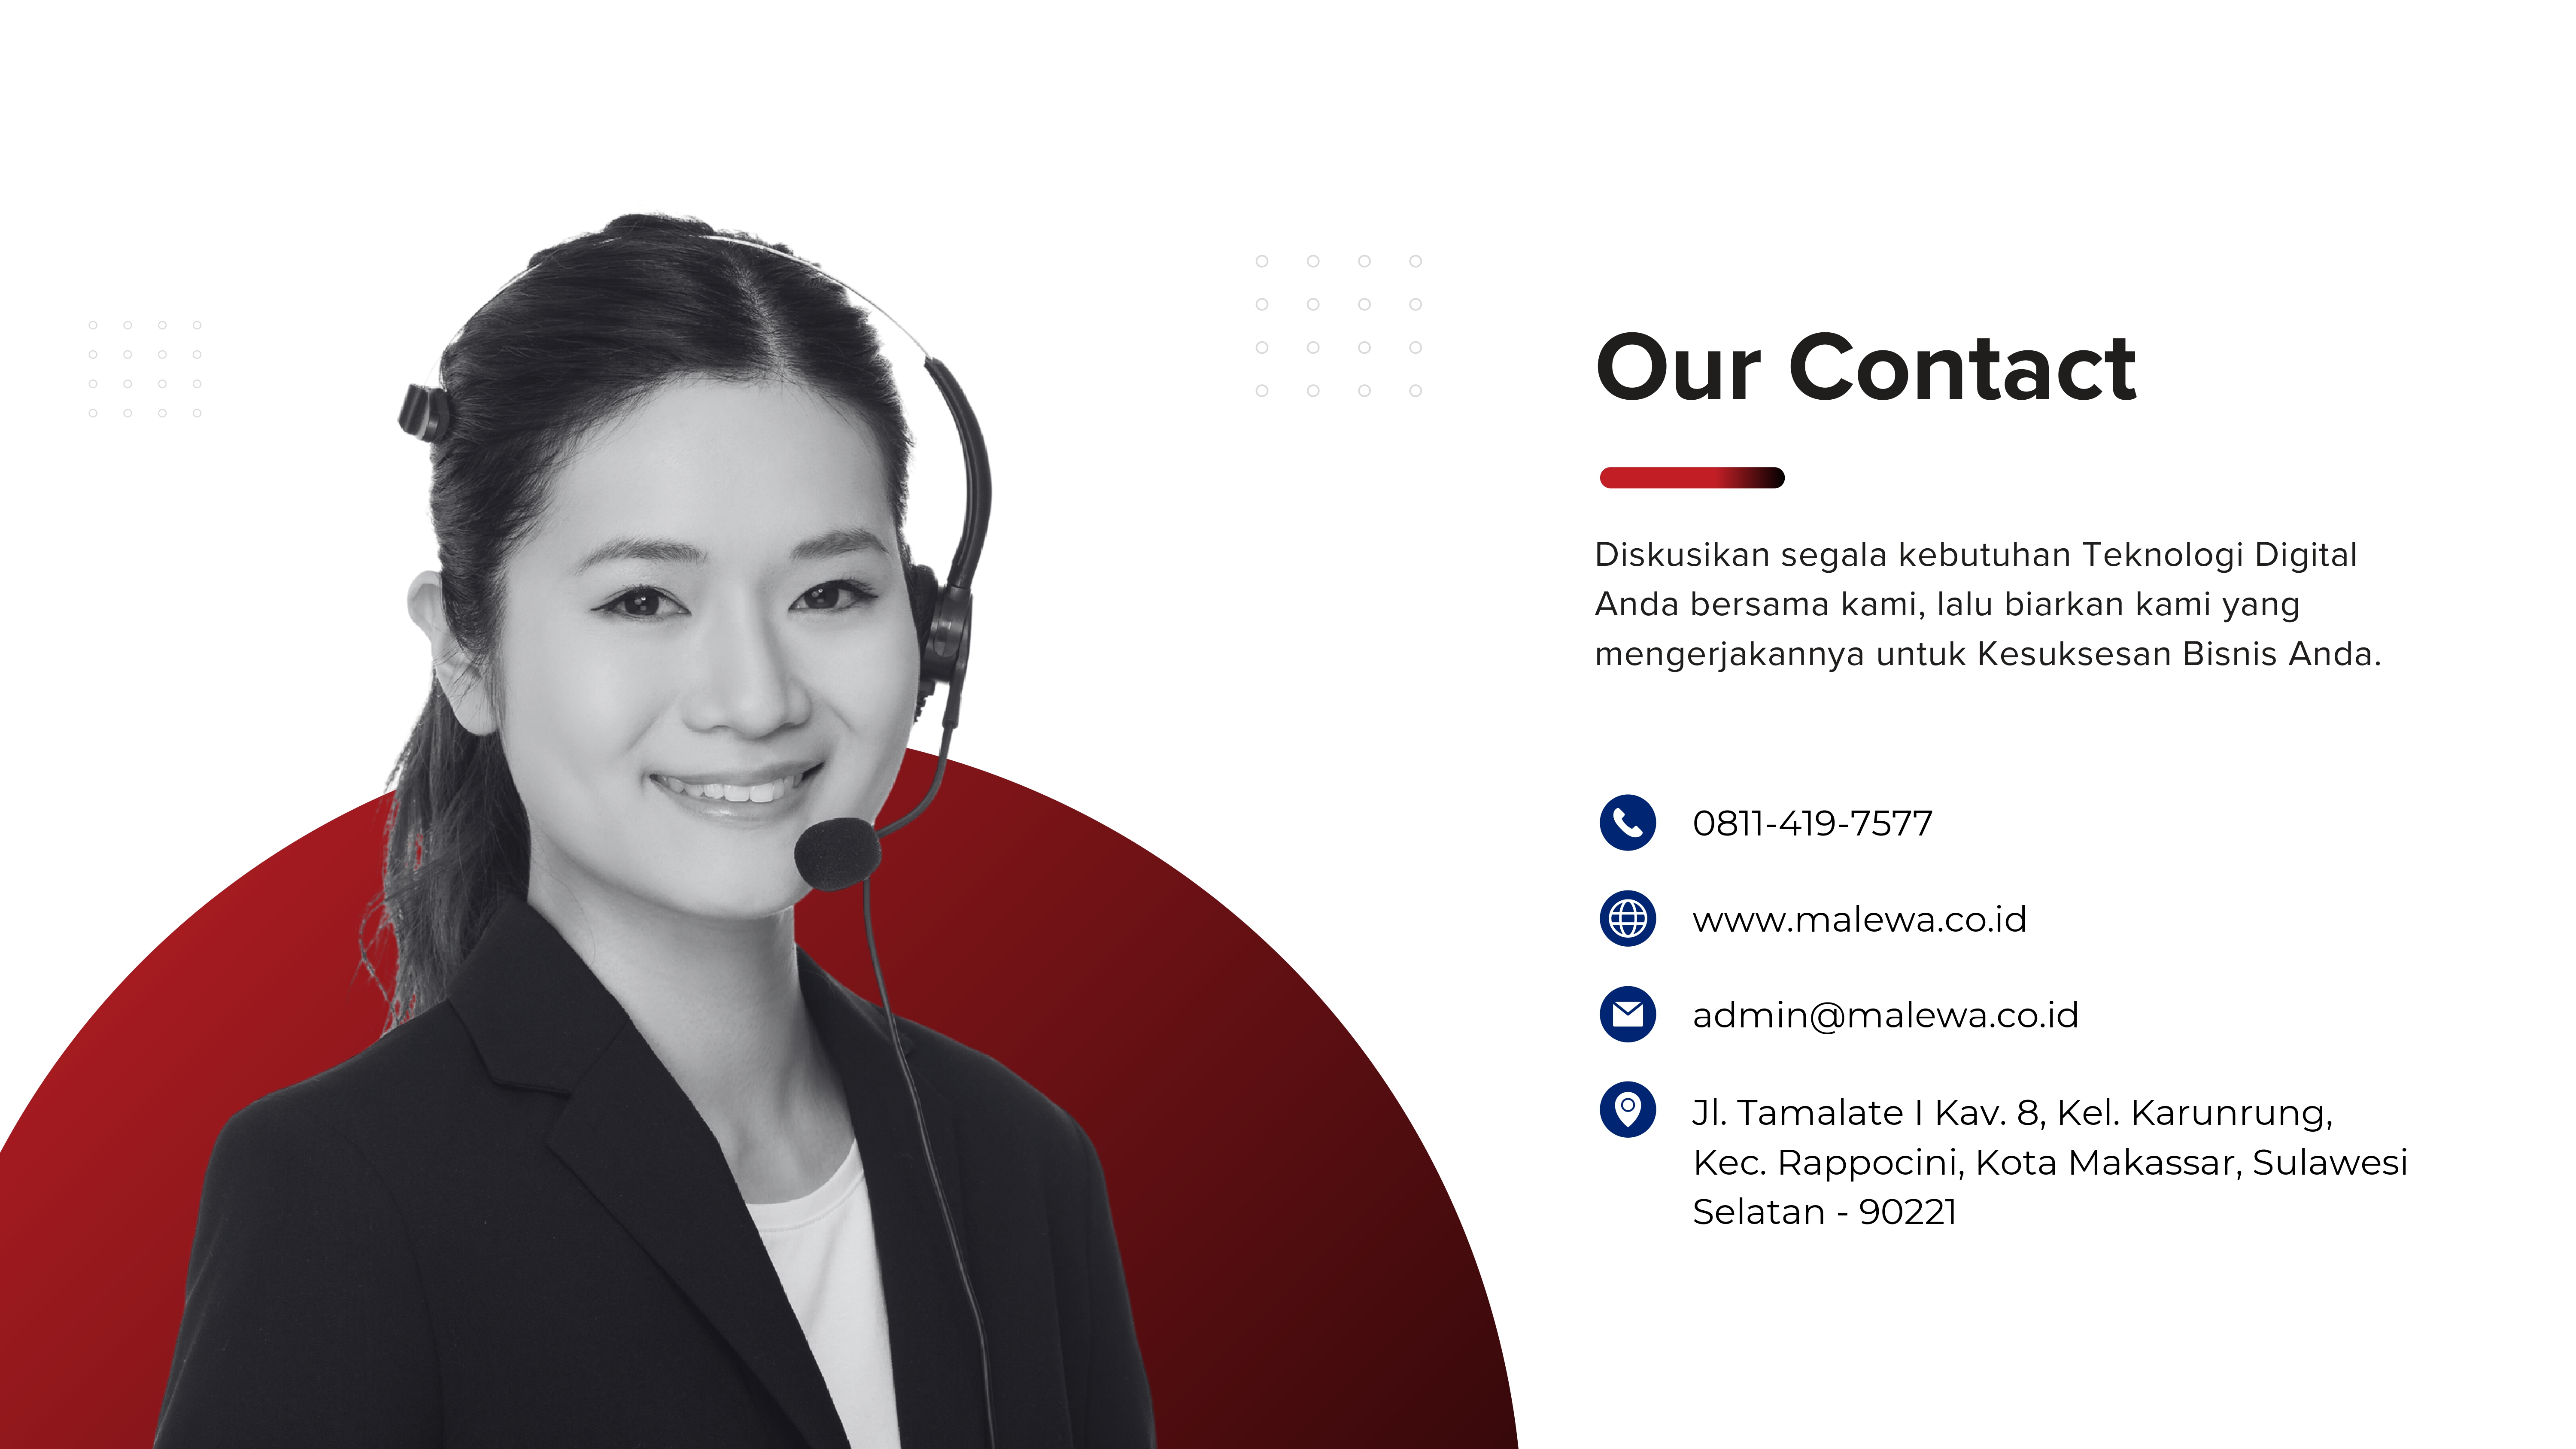 Our Contact
Diskusikan segala kebutuhan Teknologi Digital
Anda bersama kami, lalu biarkan kami yang
mengerjakannya untuk Kesuksesan Bisnis Anda.
0811-419-7577
www.malewa.co.id
admin@malewa.co.id
Jl. Tamalate I Kav. 8, Kel. Karunrung,
Kec. Rappocini, Kota Makassar, Sulawesi
Selatan - 90221